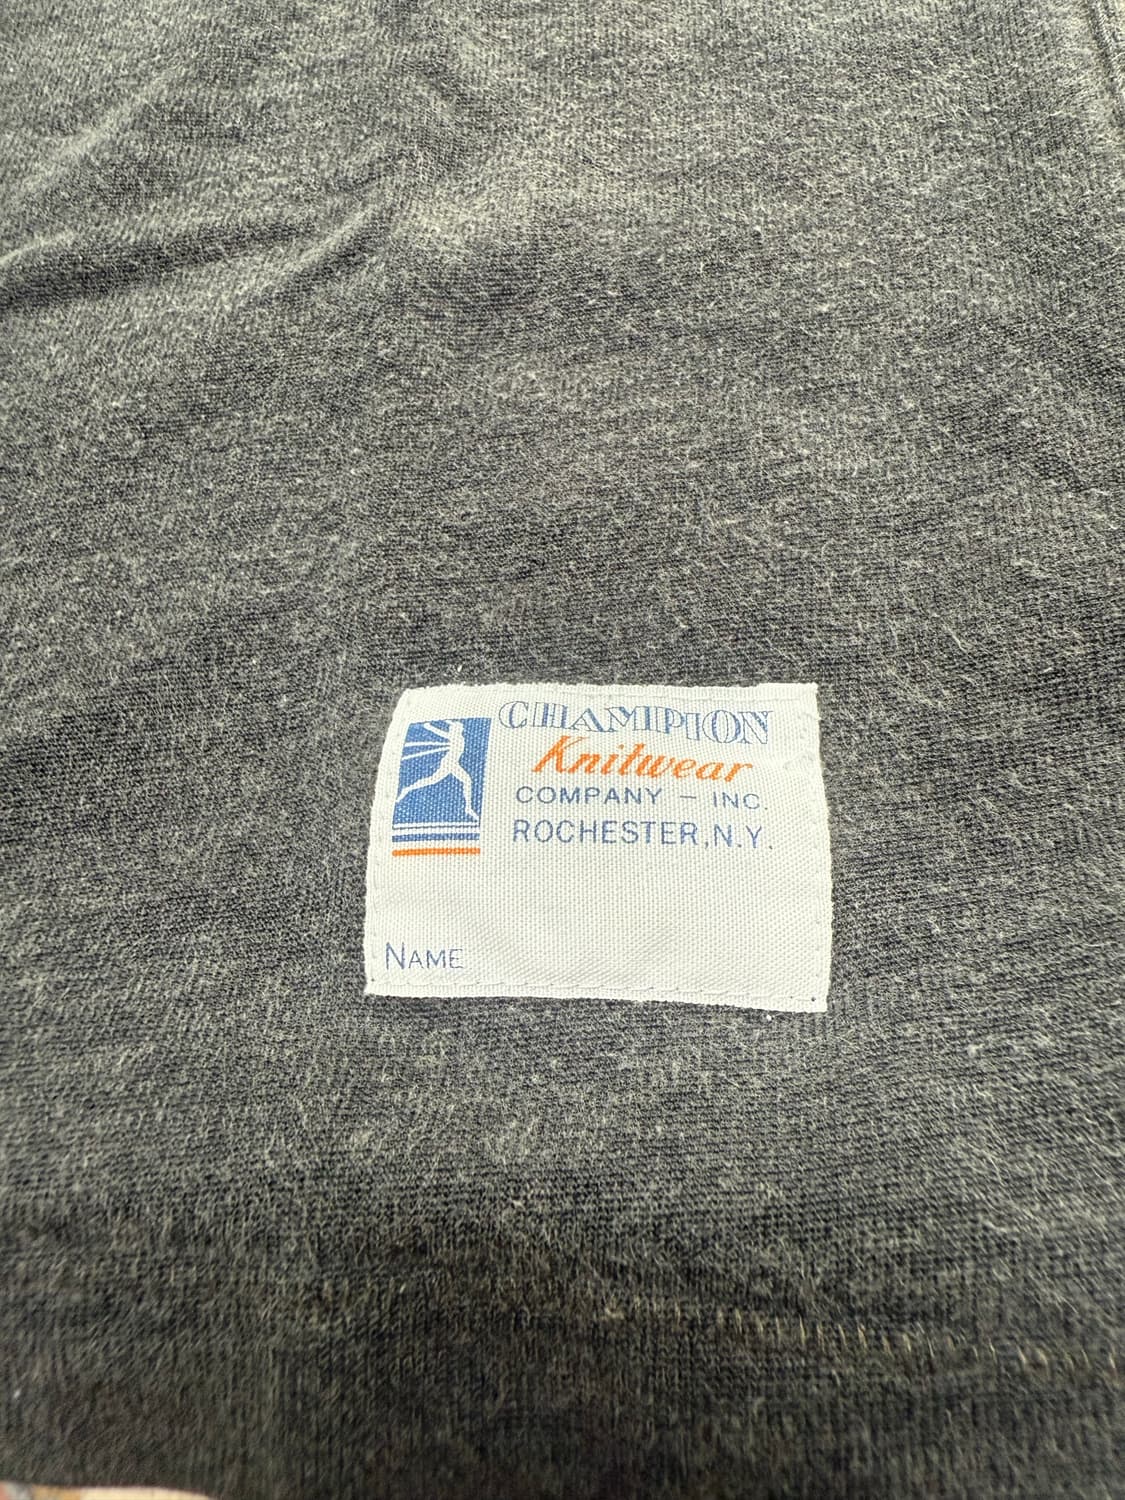 CHAMPION
Knitwear
COMPANY – INC.
ROCHESTER, N.Y.
NAME